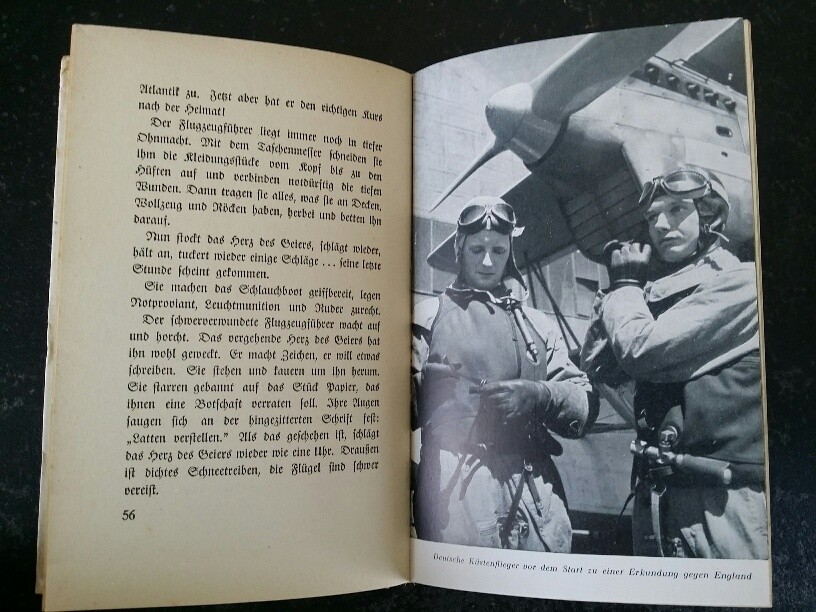 Atlantik zu. Jetzt aber hat er den richtigen Kurs
nach der Heimat!
Der Flugzeugführer liegt immer noch in tiefer
Ohnmacht. Mit dem Taschenmesser schneiden sie
ihm die Kleidungsstücke vom Kopf bis zu den
Hüften auf und verbinden notdürftig die tiefen
Wunden. Dann tragen sie alles, was sie an Decken,
Wollzeug und Röcken haben, herbei und betten ihn
darauf.
Nun stockt das Herz des Geiers, schlägt wieder,
hält an, tuckert wieder einige Schläge ... seine letzte
Stunde scheint gekommen.
Sie machen das Schlauchboot griffbereit, legen
Notproviant, Leuchtmunition und Ruder zurecht.
Der schwerverwundete Flugzeugführer wacht auf
und horcht. Das vergehende Herz des Geiers hat
ihn wohl geweckt. Er macht Zeichen, er will etwas
schreiben. Sie stehen und kauern um ihn herum.
Sie starren gebannt auf das Stück Papier, das
ihnen eine Botschaft verraten soll. Ihre Augen
saugen sich an der hingezitterten Schrift fest:
„Latten verstellen.“ Als das geschehen ist, schlägt
das Herz des Geiers wieder wie eine Uhr. Draußen
ist dichtes Schneetreiben, die Flügel sind schwer
vereist.
56
Deutsche Küstenflieger vor dem Start zu einer Erkundung gegen England